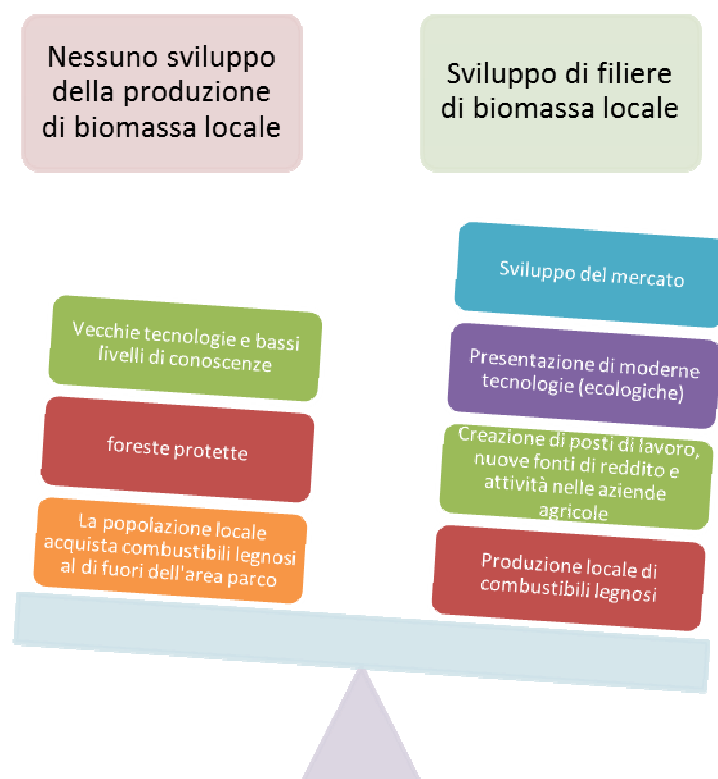 Nessuno sviluppo
della produzione
di biomassa locale
Sviluppo di filiere
di biomassa locale
Vecchie tecnologie e bassi
livelli di conoscenze
foreste protette
La popolazione locale
acquista combustibili legnosi
al di fuori dell'area parco
Sviluppo del mercato
Presentazione di moderne
tecnologie (ecologiche)
Creazione di posti di lavoro,
nuove fonti di reddito e
attività nelle aziende
agricole
Produzione locale di
combustibili legnosi